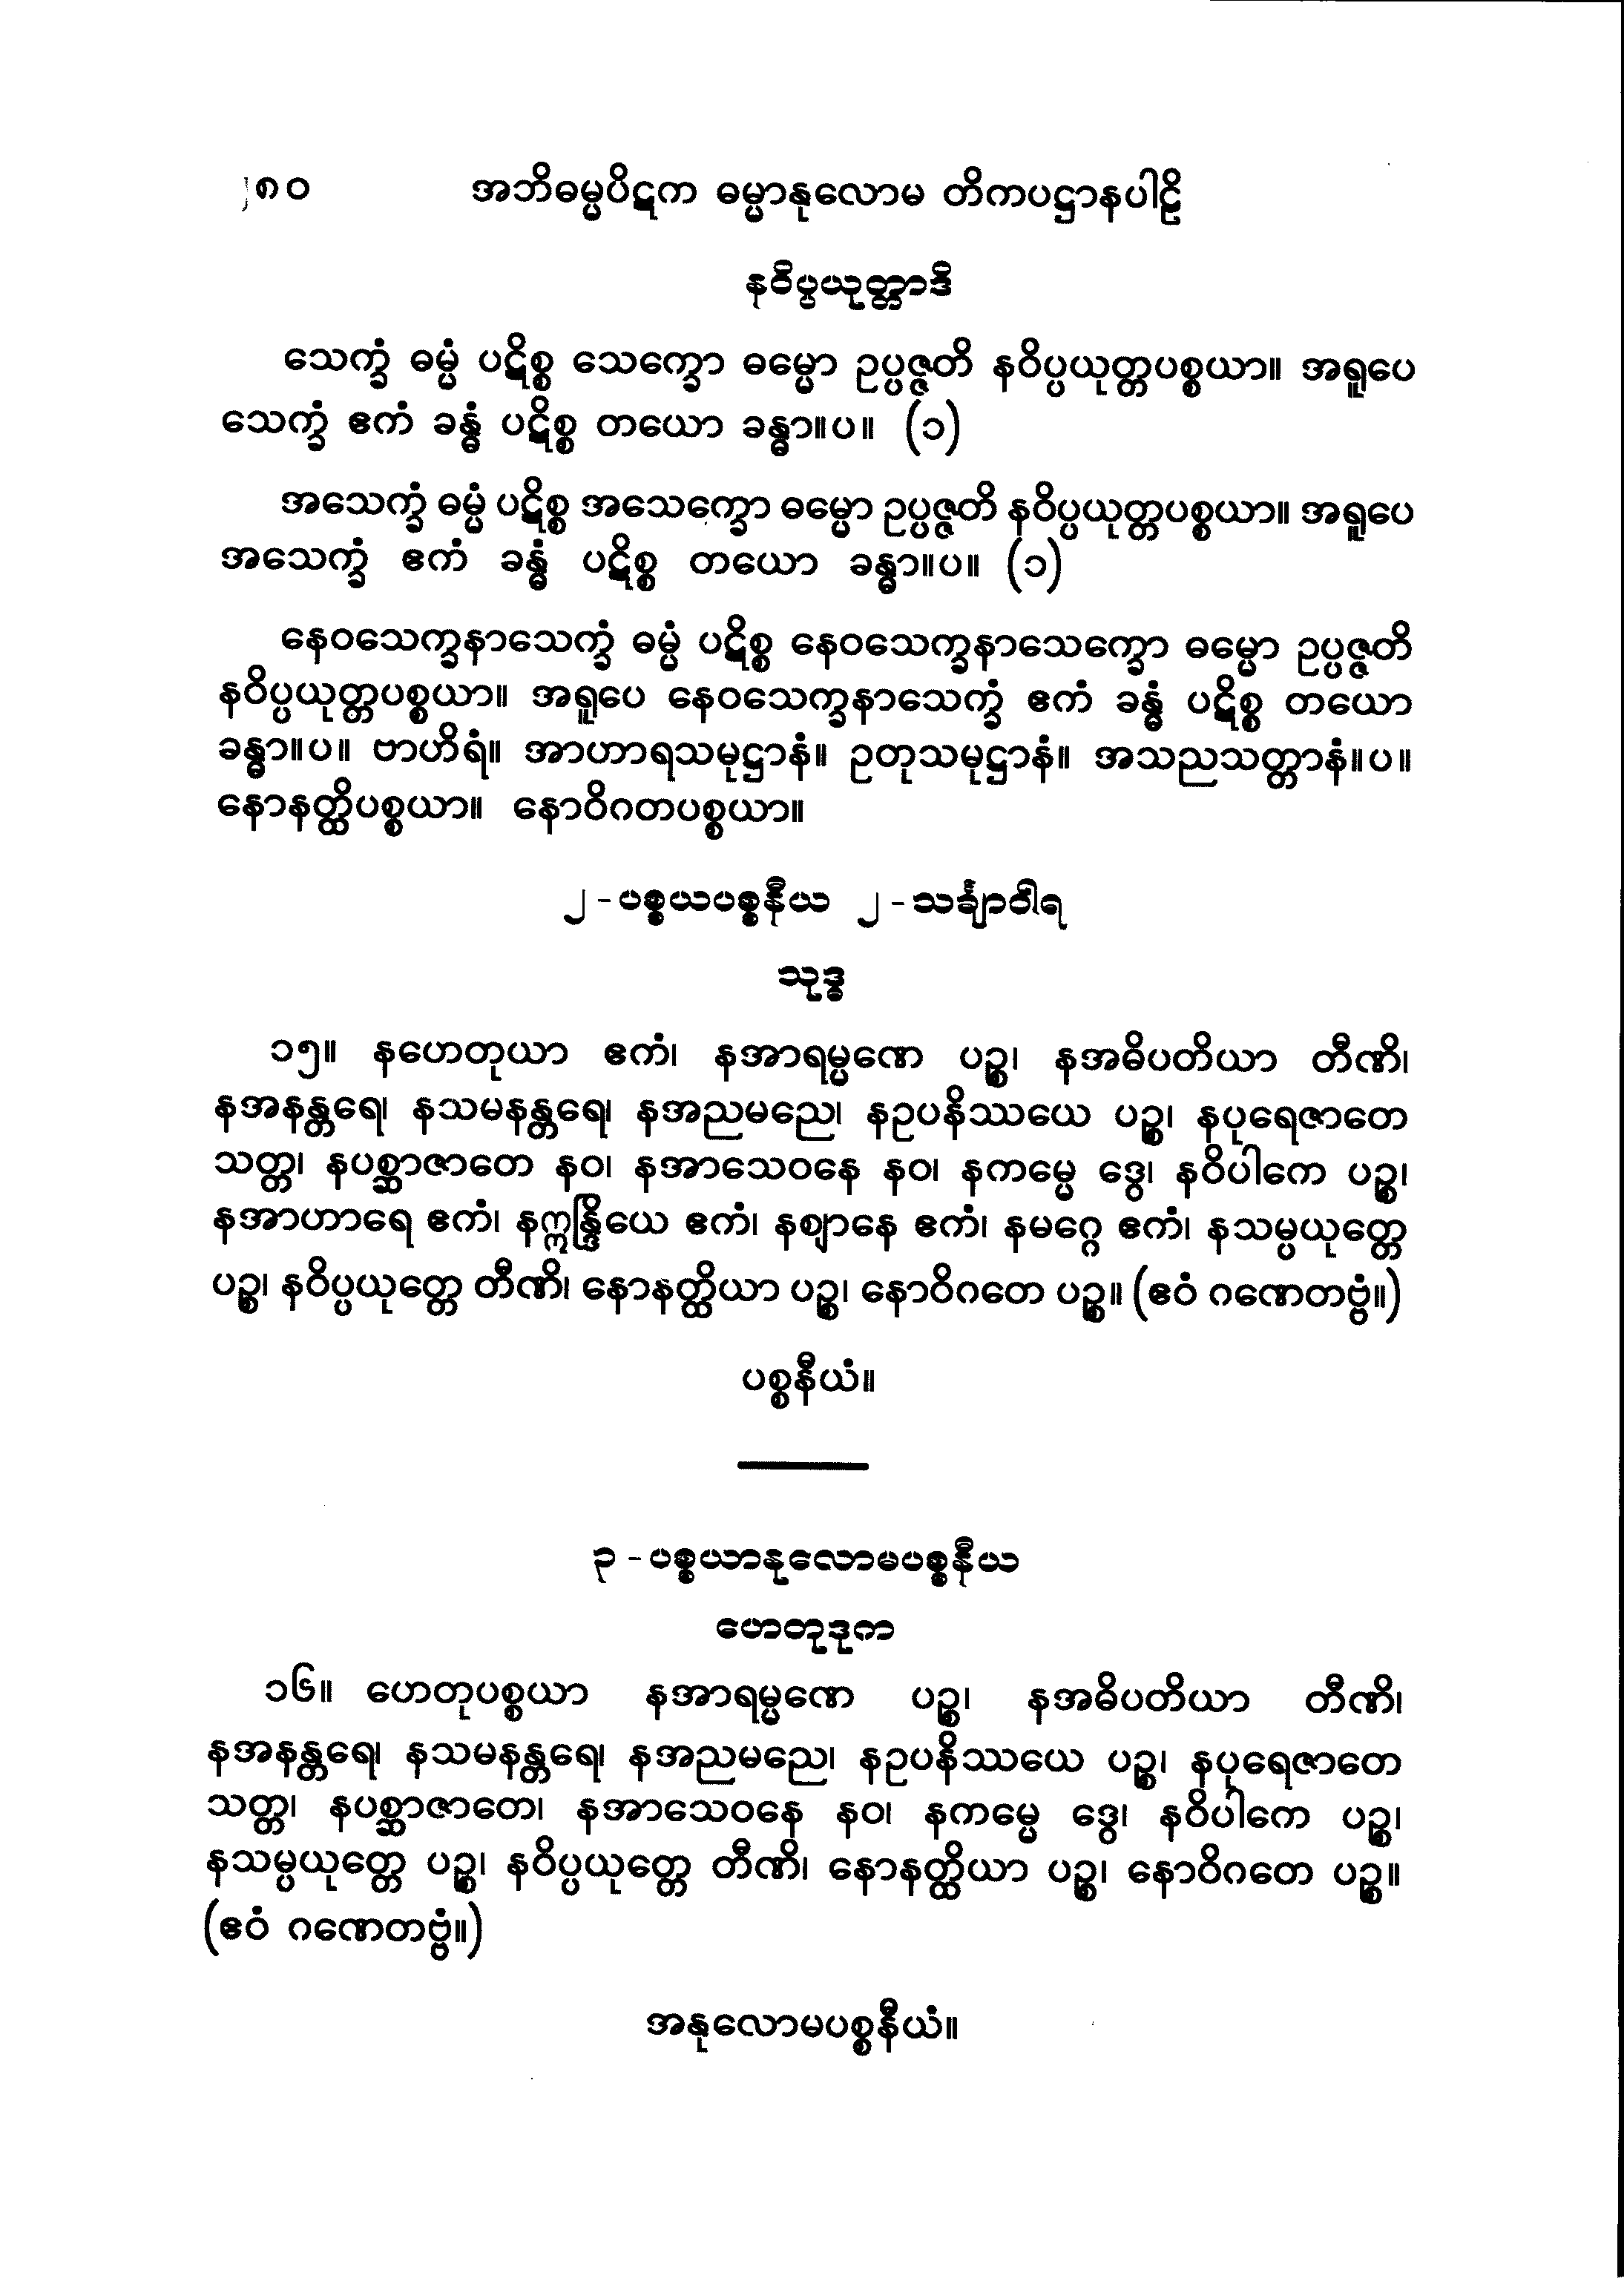 ၂၈၀ အဘိဓမ္မပိဋက ဓမ္မာနုလောမ တိကပဋ္ဌာနပါဠိ
နဝိပ္ပယုတ္တာဒိ
သေက္ခံ ဓမ္မံ ပဋိစ္စ သေက္ခော ဓမ္မော ဥပ္ပဇ္ဇတိ နဝိပ္ပယုတ္တပစ္စယာ။ အရူပေ
သေက္ခံ ဧကံ ခန္ဓံ ပဋိစ္စ တယော ခန္ဓာ။ပ။ (၁)
အသေက္ခံ ဓမ္မံ ပဋိစ္စ အသေက္ခော ဓမ္မော ဥပ္ပဇ္ဇတိ နဝိပ္ပယုတ္တပစ္စယာ။ အရူပေ
အသေက္ခံ ဧကံ ခန္ဓံ ပဋိစ္စ တယော ခန္ဓာ။ပ။ (၁)
နေဝသေက္ခနာသေက္ခံ ဓမ္မံ ပဋိစ္စ နေဝသေက္ခနာသေက္ခော ဓမ္မော ဥပ္ပဇ္ဇတိ
နဝိပ္ပယုတ္တပစ္စယာ။ အရူပေ နေဝသေက္ခနာသေက္ခံ ဧကံ ခန္ဓံ ပဋိစ္စ တယော
ခန္ဓာ။ပ။ ဗာဟိရံ။ အာဟာရသမုဋ္ဌာနံ။ ဥတုသမုဋ္ဌာနံ။ အသညသတ္တာနံ။ပ။
နောနတ္ထိပစ္စယာ။ နောဝိဂတပစ္စယာ။
၂-ပစ္စယပစ္စနီယ ၂-သင်္ချာဝါရ
သုဒ္ဓ
၁၅။ နဟေတုယာ ဧကံ၊ နအာရမ္မဏေ ပဉ္စ၊ နအဓိပတိယာ တီဏိ၊
နအနန္တရေ၊ နသမနန္တရေ၊ နအညမညေ၊ နဥပနိဿယေ ပဉ္စ၊ နပုရေဇာတေ
သတ္တ၊ နပစ္ဆာဇာတေ နဝ၊ နအာသေဝနေ နဝ၊ နကမ္မေ ဒွေ၊ နဝိပါကေ ပဉ္စ၊
နအာဟာရေ ဧကံ၊ နဣန္ဒြိယေ ဧကံ၊ နဈာနေ ဧကံ၊ နမဂ္ဂေ ဧကံ၊ နသမ္ပယုတ္တေ
ပဉ္စ၊ နဝိပ္ပယုတ္တေ တီဏိ၊ နောနတ္ထိယာ ပဉ္စ၊ နောဝိဂတေ ပဉ္စ။ (ဧဝံ ဂဏေတဗ္ဗံ။)
ပစ္စနီယံ။
၃-ပစ္စယာနုလောမပစ္စနီယ
ဟေတုဒုက
၁၆။ ဟေတုပစ္စယာ နအာရမ္မဏေ ပဉ္စ၊ နအဓိပတိယာ တီဏိ၊
နအနန္တရေ၊ နသမနန္တရေ၊ နအညမညေ၊ နဥပနိဿယေ ပဉ္စ၊ နပုရေဇာတေ
သတ္တ၊ နပစ္ဆာဇာတေ၊ နအာသေဝနေ နဝ၊ နကမ္မေ ဒွေ၊ နဝိပါကေ ပဉ္စ၊
နသမ္ပယုတ္တေ ပဉ္စ၊ နဝိပ္ပယုတ္တေ တီဏိ၊ နောနတ္ထိယာ ပဉ္စ၊ နောဝိဂတေ ပဉ္စ။
(ဧဝံ ဂဏေတဗ္ဗံ။)
အနုလောမပစ္စနီယံ။